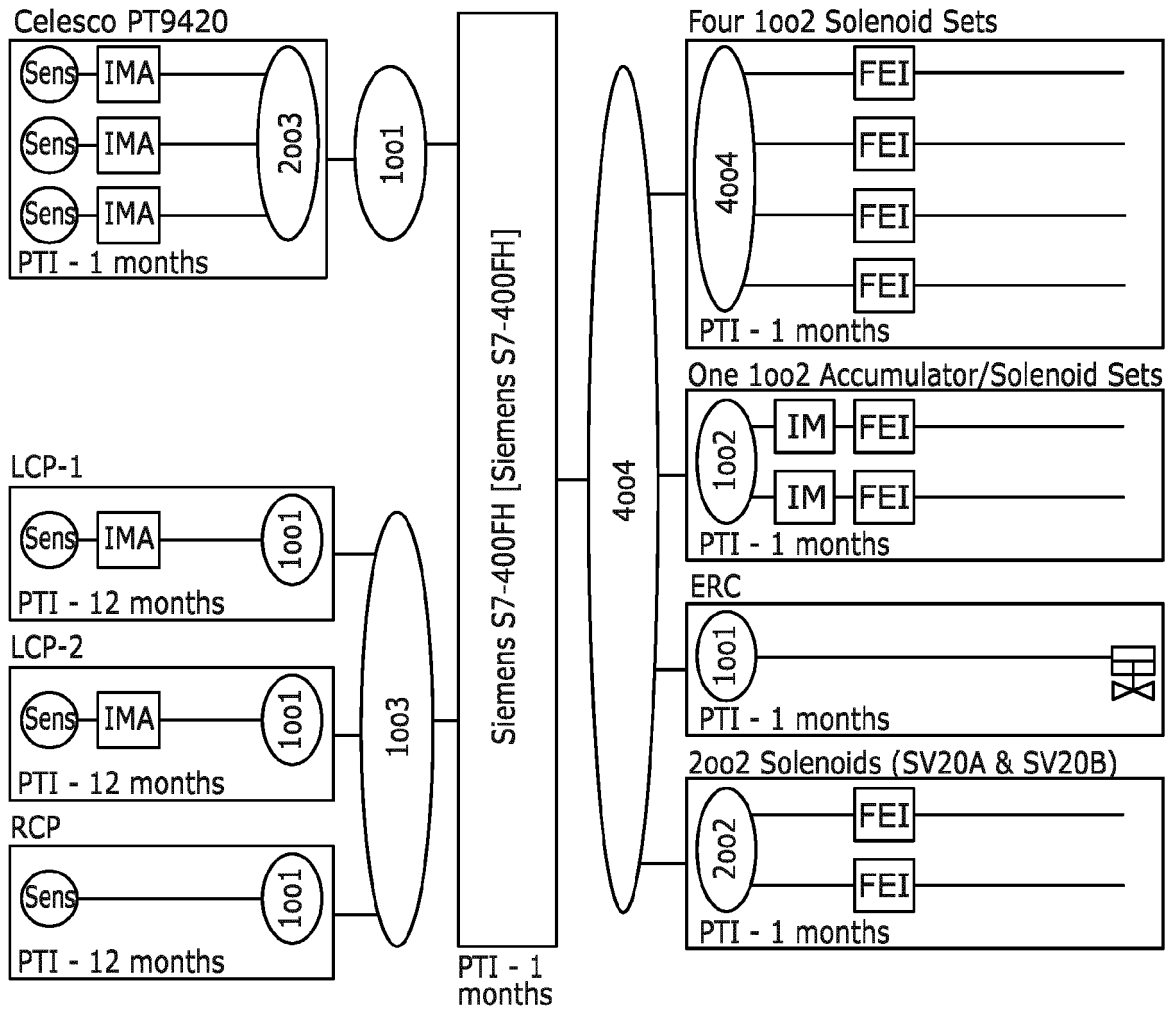 Celesco PT9420
Sens IMA
Sens IMA
Sens IMA
2oo3
PTI - 1 months
1oo1
LCP-1
Sens IMA
1oo1
PTI - 12 months
LCP-2
Sens IMA
1oo1
PTI - 12 months
RCP
Sens
1oo1
PTI - 12 months
1oo3
Siemens S7-400FH [Siemens S7-400FH]
PTI - 1
months
4oo4
Four 1oo2 Solenoid Sets
4oo4
FEI
FEI
FEI
FEI
PTI - 1 months
One 1oo2 Accumulator/Solenoid Sets
1oo2
IM FEI
IM FEI
PTI - 1 months
ERC
1oo1
PTI - 1 months
2oo2 Solenoids (SV20A & SV20B)
2oo2
FEI
FEI
PTI - 1 months